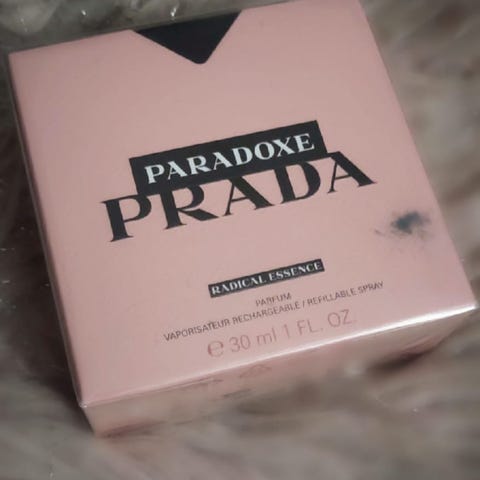 PARADOXE
PRADA
RADICAL ESSENCE
PARFUM
VAPORISATEUR RECHARGEABLE / REFILLABLE SPRAY
℮ 30 ml 1 FL. OZ.